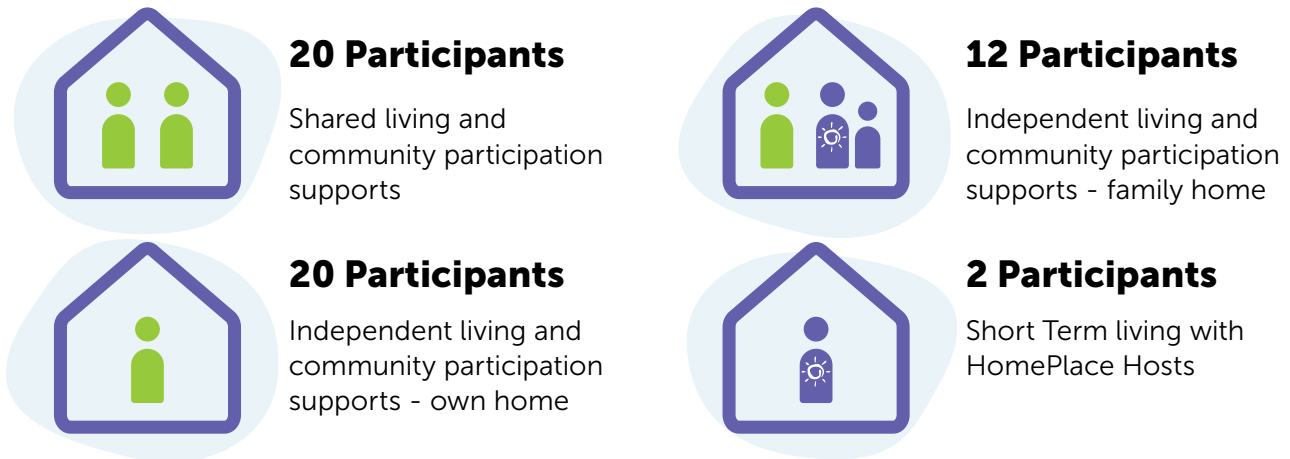 20 Participants
Shared living and
community participation
supports
12 Participants
Independent living and
community participation
supports - family home
20 Participants
Independent living and
community participation
supports - own home
2 Participants
Short Term living with
HomePlace Hosts